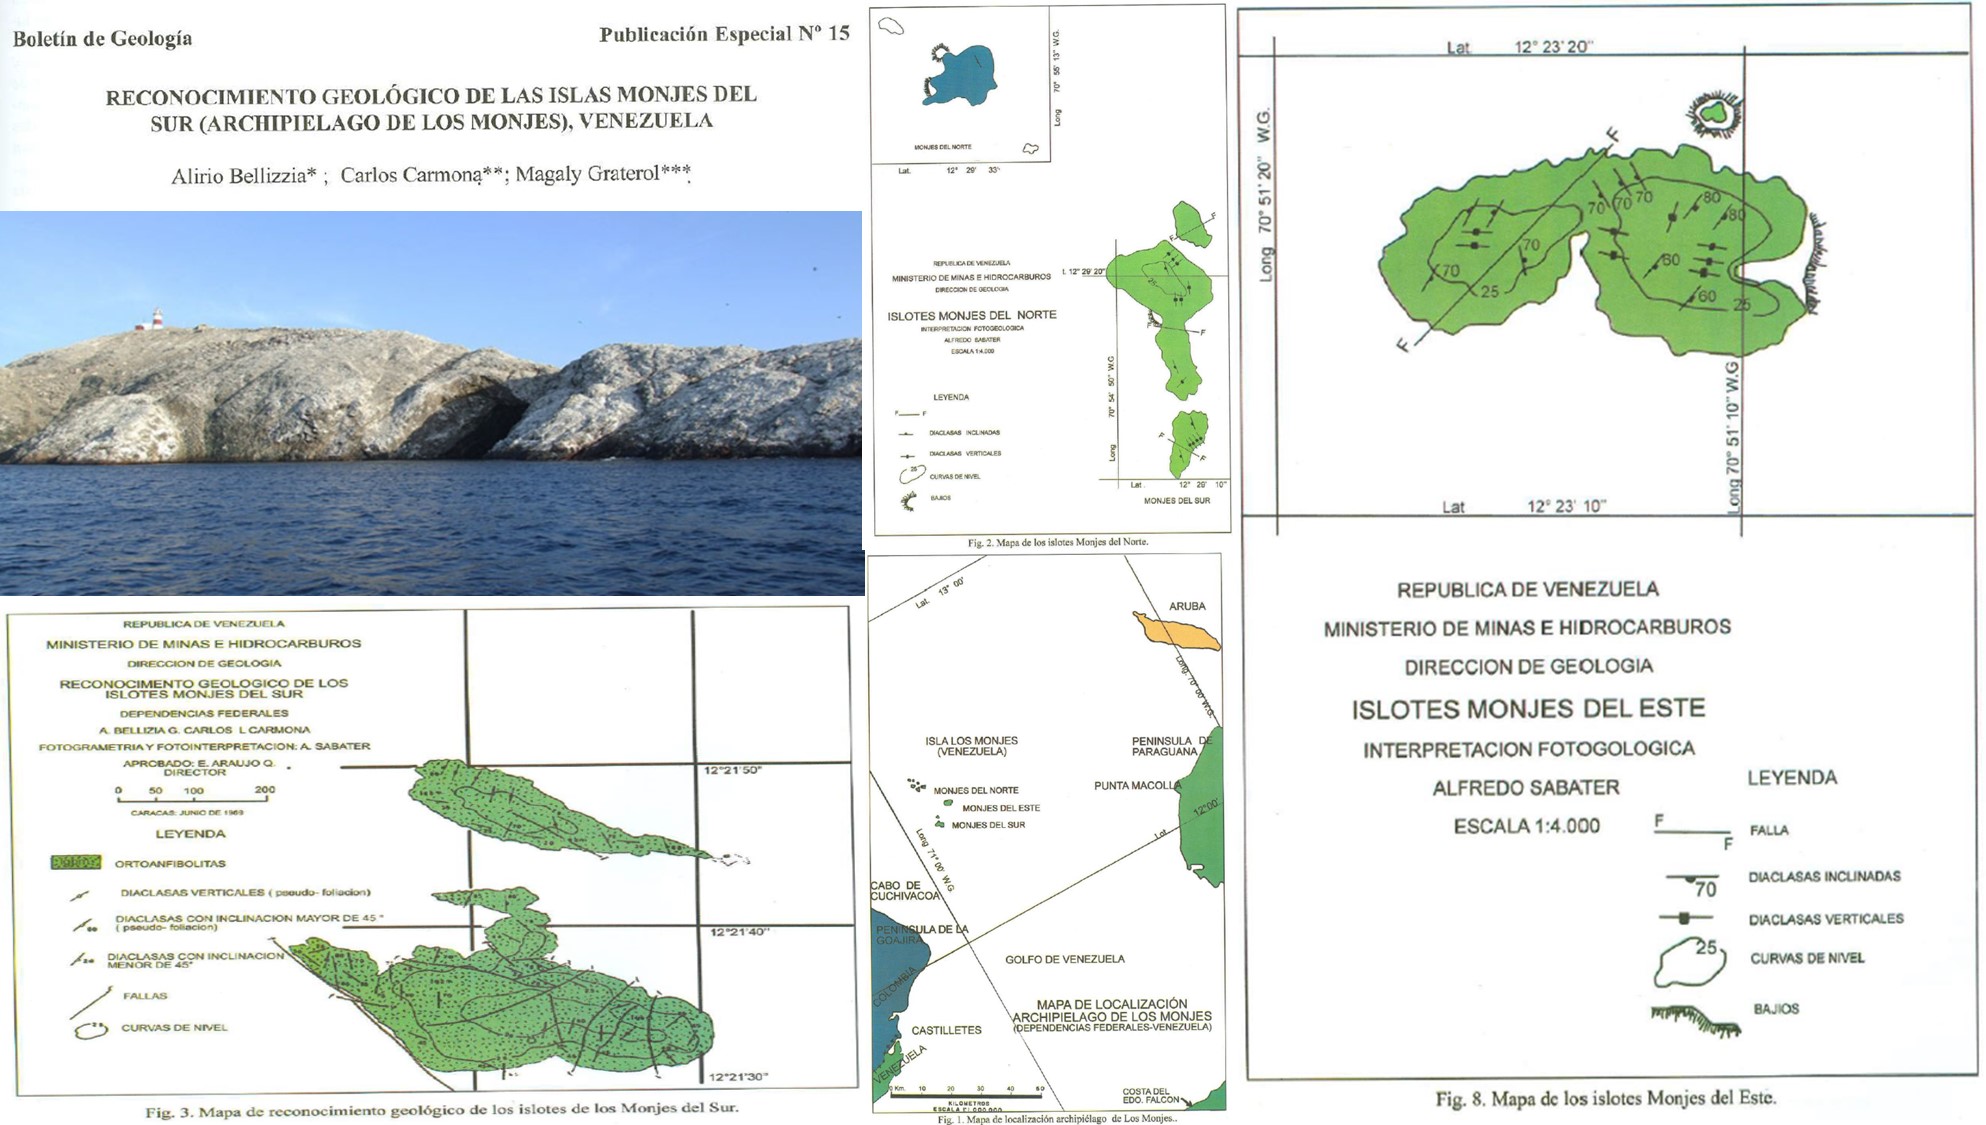 Boletín de Geología
Publicación Especial Nº 15
RECONOCIMIENTO GEOLÓGICO DE LAS ISLAS MONJES DEL
SUR (ARCHIPIELAGO DE LOS MONJES), VENEZUELA
Alirio Bellizzia* ; Carlos Carmona**; Magaly Graterol***
REPUBLICA DE VENEZUELA
MINISTERIO DE MINAS E HIDROCARBUROS
DIRECCION DE GEOLOGIA
RECONOCIMENTO GEOLOGICO DE LOS
ISLOTES MONJES DEL SUR
DEPENDENCIAS FEDERALES
A. BELLIZIA G. CARLOS L CARMONA
FOTOGRAMETRIA Y FOTOINTERPRETACION: A. SABATER
APROBADO: E. ARAUJO Q.
DIRECTOR
0 50 100 200
CARACAS: JUNIO DE 1969
LEYENDA
ORTOANFIBOLITAS
DIACLASAS VERTICALES ( pseudo- foliacion)
DIACLASAS CON INCLINACION MAYOR DE 45 °
( pseudo- foliacion)
DIACLASAS CON INCLINACION
MENOR DE 45°
FALLAS
CURVAS DE NIVEL
12°21'50"
12°21'40"
12°21'30"
Fig. 3. Mapa de reconocimiento geológico de los islotes de los Monjes del Sur.
Long 70° 55' 13" W.G.
MONJES DEL NORTE
Lat. 12° 29' 33"
REPUBLICA DE VENEZUELA
MINISTERIO DE MINAS E HIDROCARBUROS
DIRECCION DE GEOLOGIA
ISLOTES MONJES DEL NORTE
INTERPRETACION FOTOGEOLOGICA
ALFREDO SABATER
ESCALA 1:4.000
LEYENDA
F F
DIACLASAS INCLINADAS
DIACLASAS VERTICALES
25
CURVAS DE NIVEL
BAJIOS
12° 29' 20"
F F
25
F F
F F
Long 70° 54' 50" W.G.
Lat. 12° 29' 10"
MONJES DEL SUR
Fig. 2. Mapa de los islotes Monjes del Norte.
Lat. 13° 00'
ARUBA
Long. 70° 00' W.G.
ISLA LOS MONJES
(VENEZUELA)
PENINSULA DE
PARAGUANA
MONJES DEL NORTE
PUNTA MACOLLA
MONJES DEL ESTE
MONJES DEL SUR
Lat. 12°00'
Long 71° 00' W.G
CABO DE
CUCHIVACOA
PENINSULA DE LA
GOAJIRA
COLOMBIA
GOLFO DE VENEZUELA
MAPA DE LOCALIZACIÓN
ARCHIPIELAGO DE LOS MONJES
(DEPENDENCIAS FEDERALES-VENEZUELA)
CASTILLETES
VENEZUELA
0 Km. 10 20 30 40 50
KILOMETROS
ESCALA 1:1.000.000
COSTA DEL
EDO. FALCON
Fig. 1. Mapa de localización archipiélago de Los Monjes..
Lat 12° 23' 20"
Long 70° 51' 20" W.G.
F
70 70 70 80 80
70 70 60
25 60 25
F
Long 70° 51' 10" W.G
Lat 12° 23' 10"
REPUBLICA DE VENEZUELA
MINISTERIO DE MINAS E HIDROCARBUROS
DIRECCION DE GEOLOGIA
ISLOTES MONJES DEL ESTE
INTERPRETACION FOTOGOLOGICA
ALFREDO SABATER
ESCALA 1:4.000
LEYENDA
F F
FALLA
70
DIACLASAS INCLINADAS
DIACLASAS VERTICALES
25
CURVAS DE NIVEL
BAJIOS
Fig. 8. Mapa de los islotes Monjes del Este.